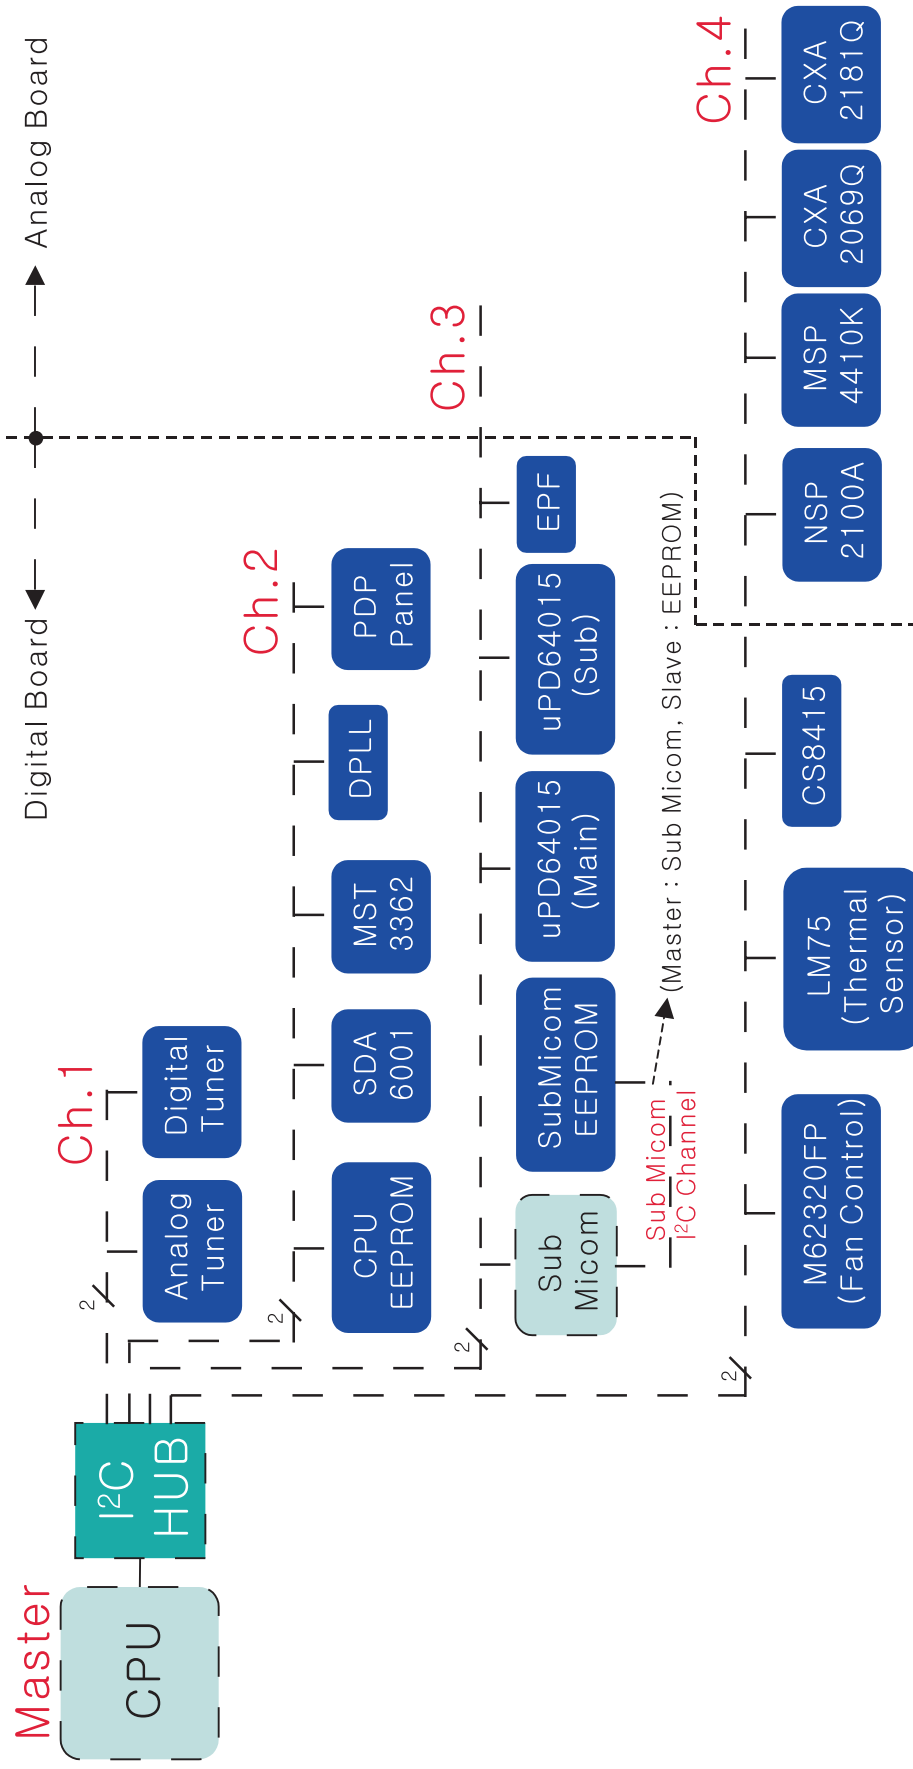 Digital Board
Analog Board
Master
CPU
I²C
HUB
Ch.1
2
Analog
Tuner
Digital
Tuner
Ch.2
2
CPU
EEPROM
SDA
6001
MST
3362
DPLL
PDP
Panel
Ch.3
2
Sub
Micom
SubMicom
EEPROM
uPD64015
(Main)
uPD64015
(Sub)
EPF
Sub Micom
I²C Channel
(Master : Sub Micom, Slave : EEPROM)
Ch.4
2
M62320FP
(Fan Control)
LM75
(Thermal
Sensor)
CS8415
NSP
2100A
MSP
4410K
CXA
2069Q
CXA
2181Q